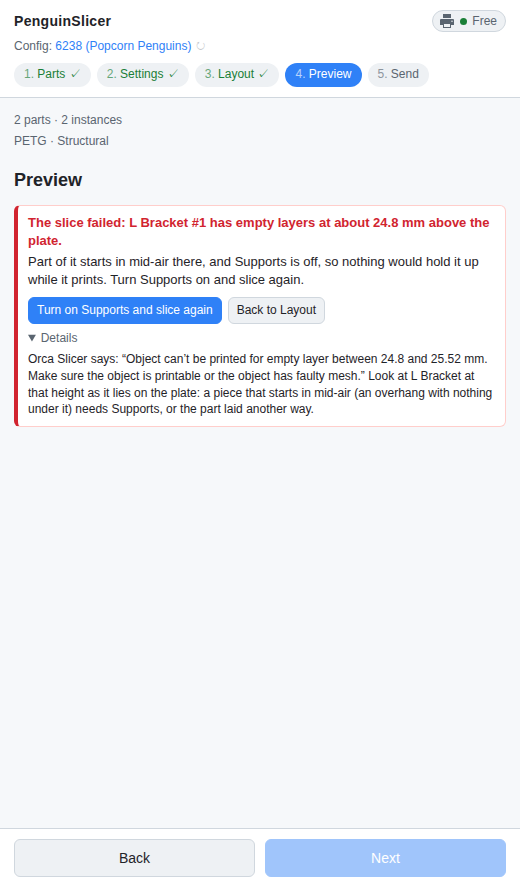 PenguinSlicer
Free
Config: 6238 (Popcorn Penguins)
1. Parts ✓ 2. Settings ✓ 3. Layout ✓ 4. Preview 5. Send
2 parts · 2 instances
PETG · Structural
Preview
The slice failed: L Bracket #1 has empty layers at about 24.8 mm above the
plate.
Part of it starts in mid-air there, and Supports is off, so nothing would hold it up
while it prints. Turn Supports on and slice again.
Turn on Supports and slice again Back to Layout
▼ Details
Orca Slicer says: “Object can’t be printed for empty layer between 24.8 and 25.52 mm.
Make sure the object is printable or the object has faulty mesh.” Look at L Bracket at
that height as it lies on the plate: a piece that starts in mid-air (an overhang with nothing
under it) needs Supports, or the part laid another way.
Back Next